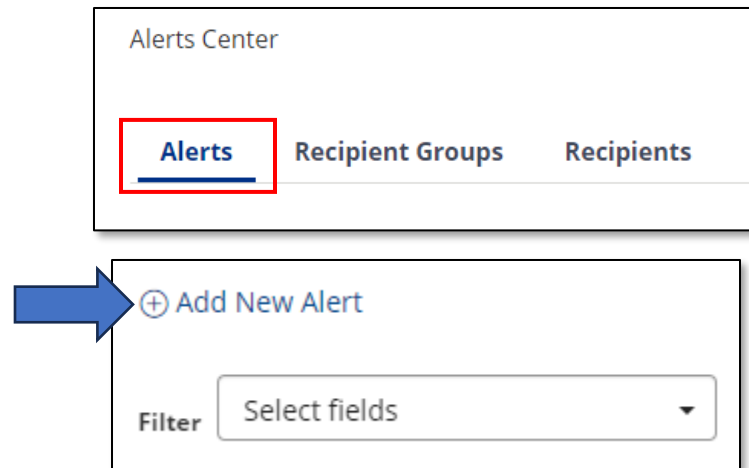 Alerts Center
Alerts Recipient Groups Recipients
Add New Alert
Filter Select fields